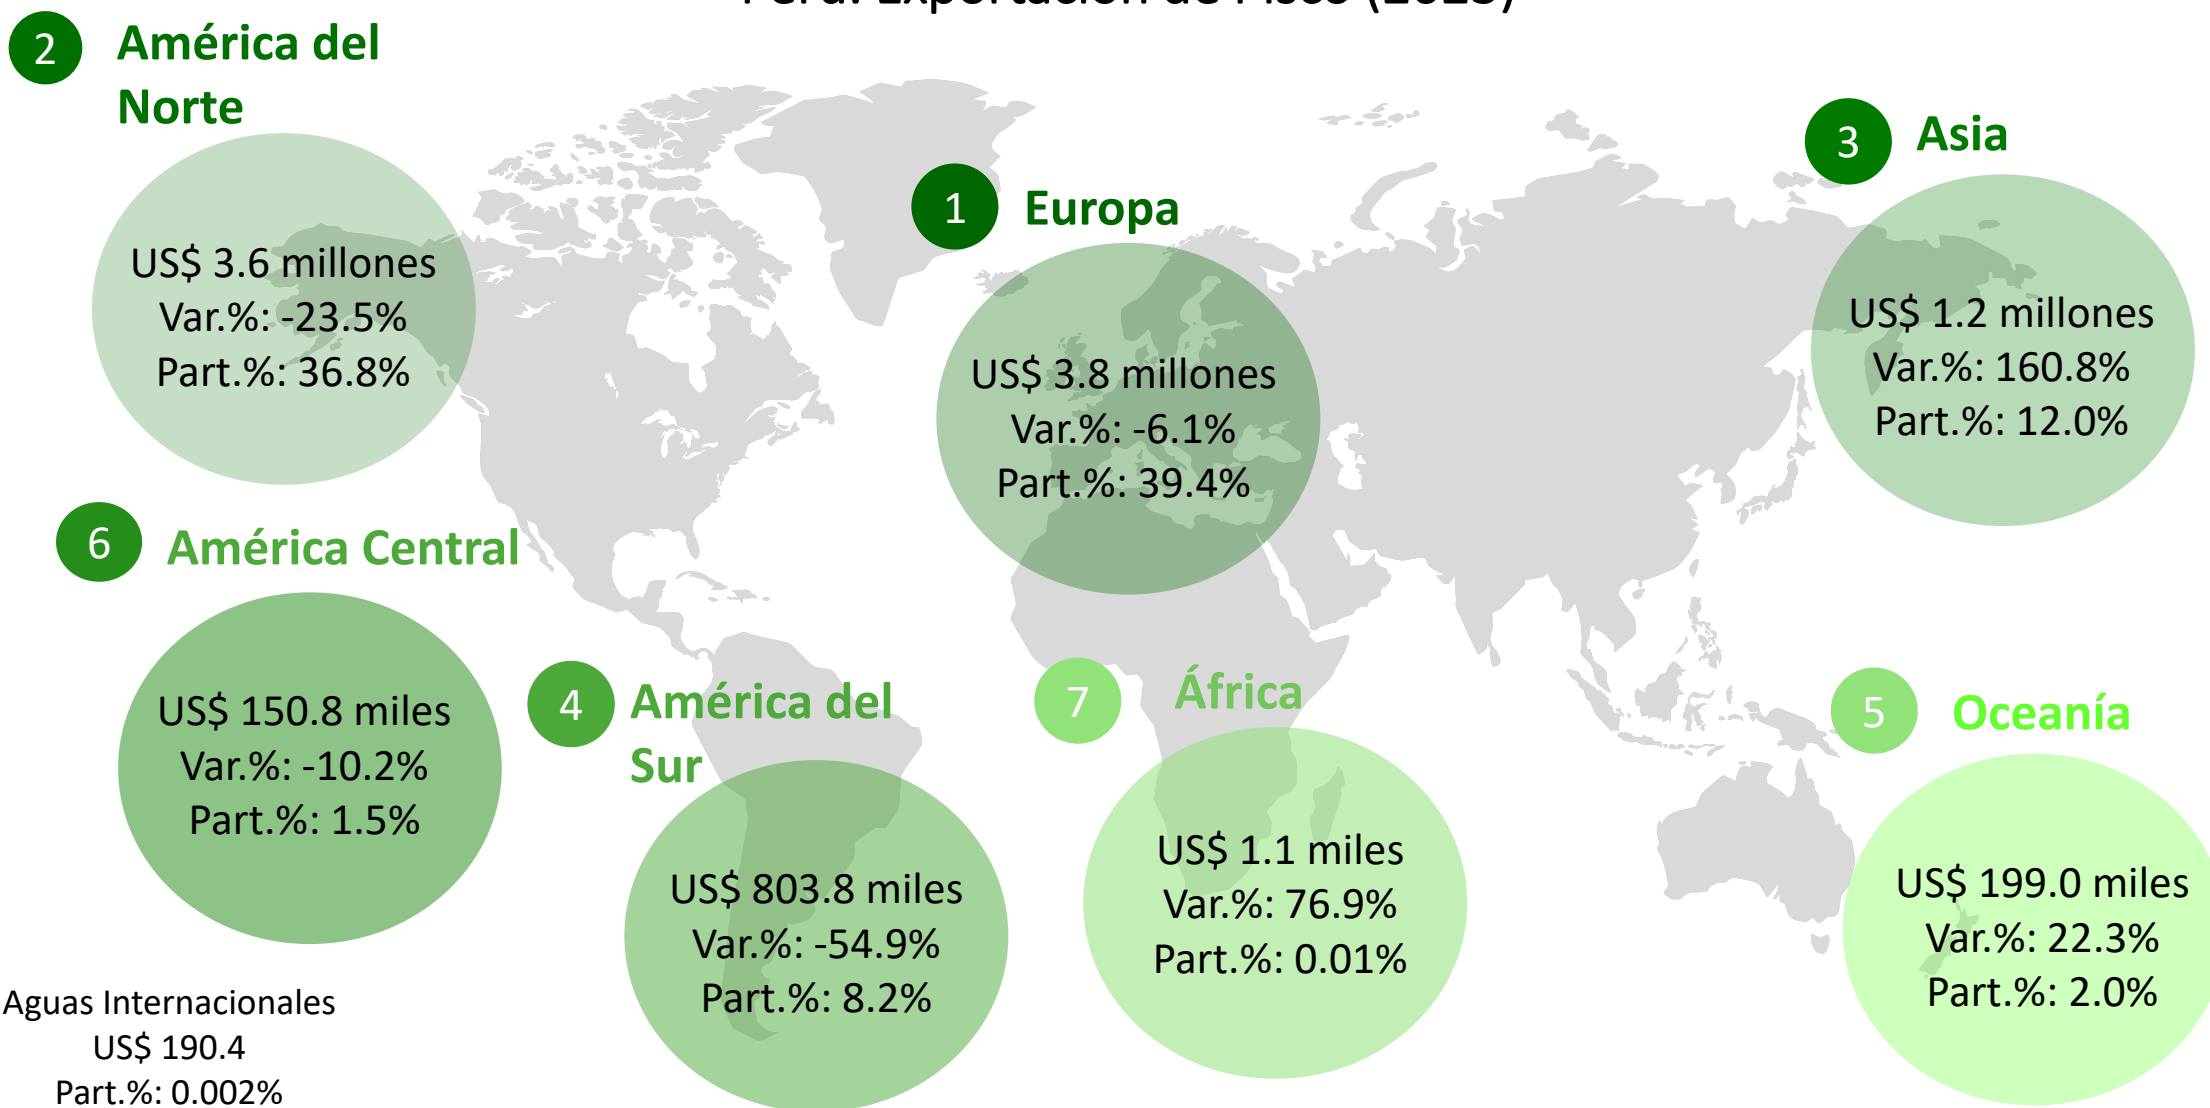 Perú: Exportación de Pisco (2023)
2
América del
Norte
US$ 3.6 millones
Var.%: -23.5%
Part.%: 36.8%
1
Europa
US$ 3.8 millones
Var.%: -6.1%
Part.%: 39.4%
3
Asia
US$ 1.2 millones
Var.%: 160.8%
Part.%: 12.0%
6
América Central
US$ 150.8 miles
Var.%: -10.2%
Part.%: 1.5%
4
América del
Sur
US$ 803.8 miles
Var.%: -54.9%
Part.%: 8.2%
7
África
US$ 1.1 miles
Var.%: 76.9%
Part.%: 0.01%
5
Oceanía
US$ 199.0 miles
Var.%: 22.3%
Part.%: 2.0%
Aguas Internacionales
US$ 190.4
Part.%: 0.002%